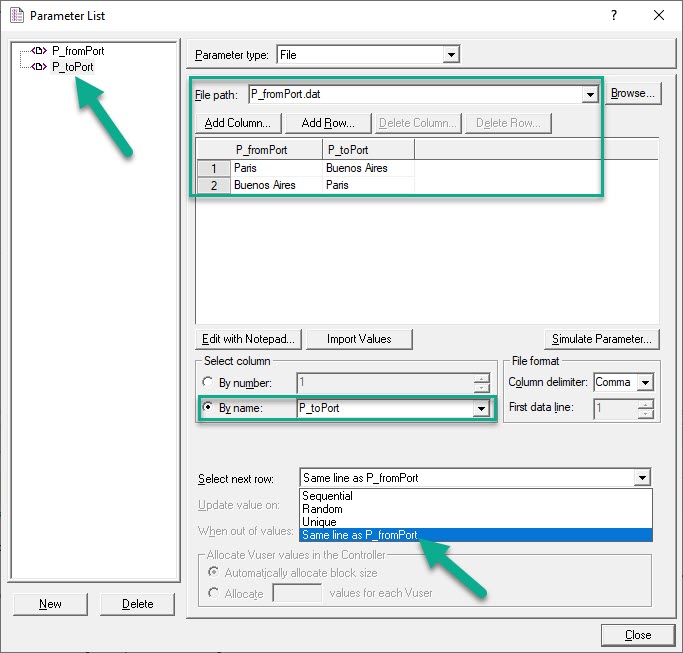 Parameter List
P_fromPort
P_toPort
Parameter type: File
File path: P_fromPort.dat Browse...
Add Column... Add Row... Delete Column... Delete Row...
P_fromPort P_toPort
1 Paris Buenos Aires
2 Buenos Aires Paris
Edit with Notepad... Import Values Simulate Parameter...
Select column File format
By number: 1 Column delimiter: Comma
By name: P_toPort First data line: 1
Select next row: Same line as P_fromPort
Sequential
Update value on: Random
Unique
When out of values: Same line as P_fromPort
Allocate Vuser values in the Controller
Automatically allocate block size
Allocate values for each Vuser
New Delete
Close